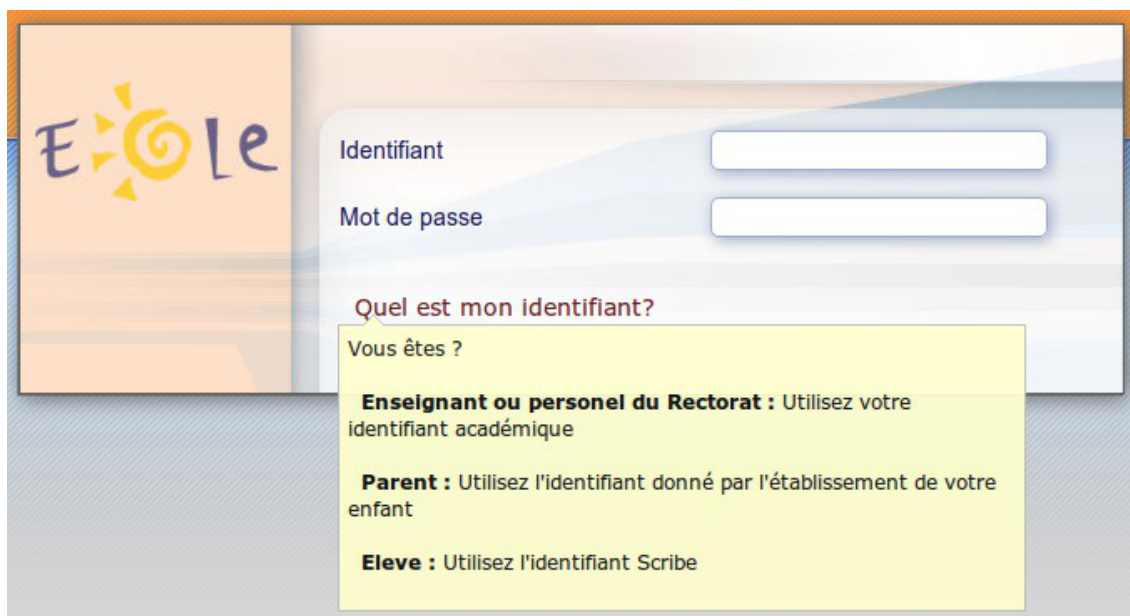 EOLE
Identifiant
Mot de passe
Quel est mon identifiant?
Vous êtes ?
Enseignant ou personel du Rectorat : Utilisez votre
identifiant académique
Parent : Utilisez l'identifiant donné par l'établissement de votre
enfant
Eleve : Utilisez l'identifiant Scribe